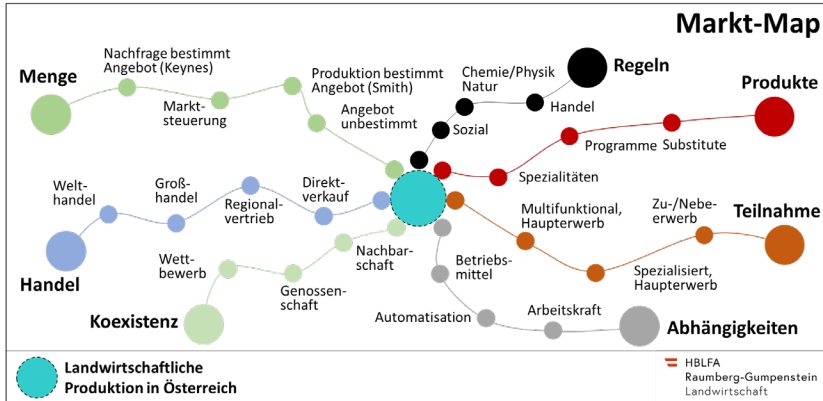 Markt-Map
Menge
Nachfrage bestimmt
Angebot (Keynes)
Markt-
steuerung
Produktion bestimmt
Angebot (Smith)
Angebot
unbestimmt
Chemie/Physik
Natur
Sozial
Handel
Regeln
Produkte
Programme
Substitute
Spezialitäten
Welt-
handel
Groß-
handel
Regional-
vertrieb
Direkt-
verkauf
Handel
Multifunktional,
Haupterwerb
Zu-/Nebe-
erwerb
Teilnahme
Spezialisiert,
Haupterwerb
Wett-
bewerb
Genossen-
schaft
Nachbar-
schaft
Koexistenz
Betriebs-
mittel
Automatisation
Arbeitskraft
Abhängigkeiten
Landwirtschaftliche
Produktion in Österreich
HBLFA
Raumberg-Gumpenstein
Landwirtschaft